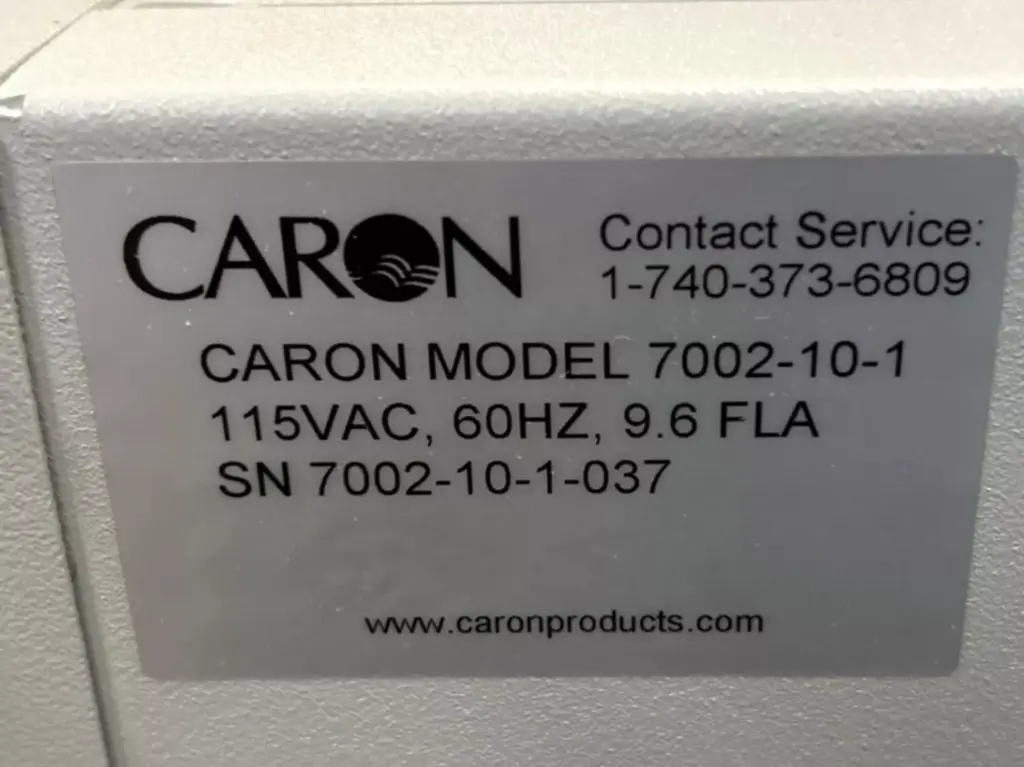 CARON
Contact Service:
1-740-373-6809
CARON MODEL 7002-10-1
115VAC, 60HZ, 9.6 FLA
SN 7002-10-1-037
www.caronproducts.com